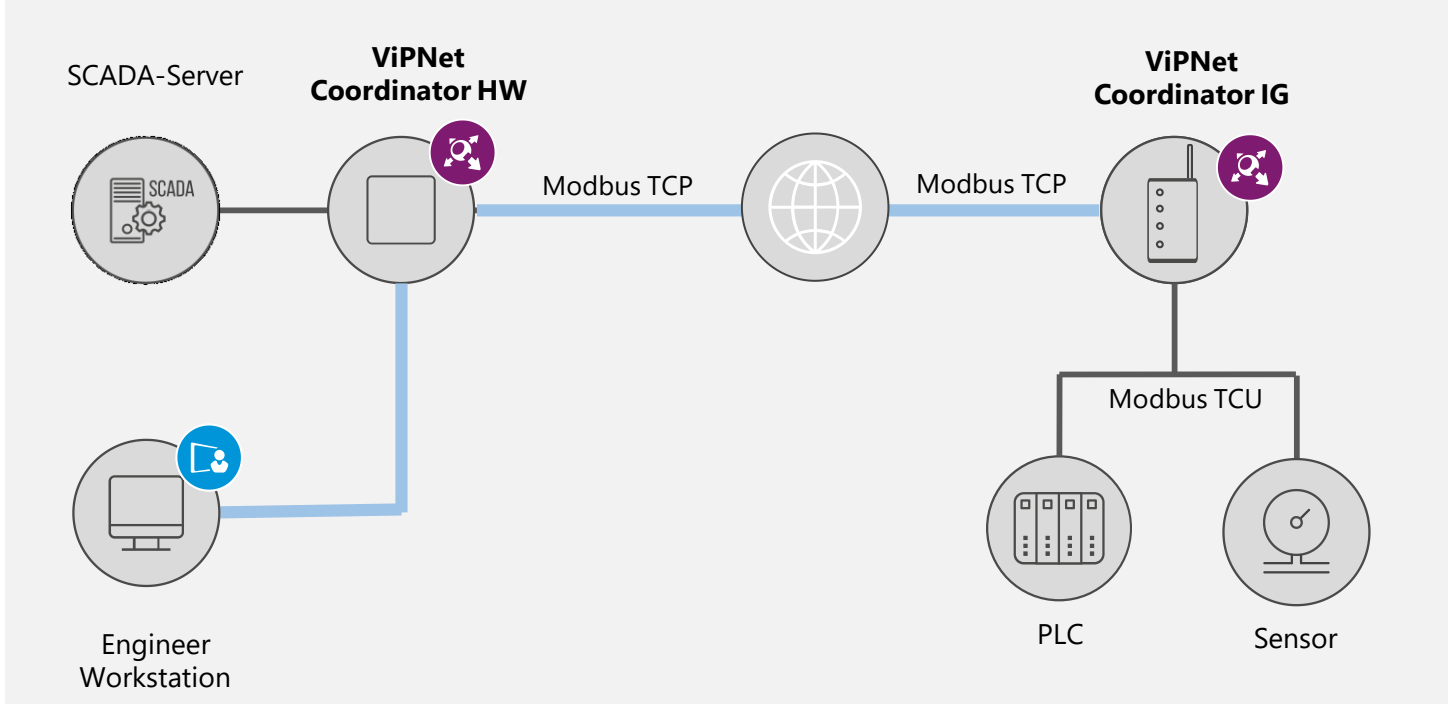 SCADA-Server
ViPNet
Coordinator HW
ViPNet
Coordinator IG
SCADA
Modbus TCP
Modbus TCP
Modbus TCU
Engineer
Workstation
PLC
Sensor